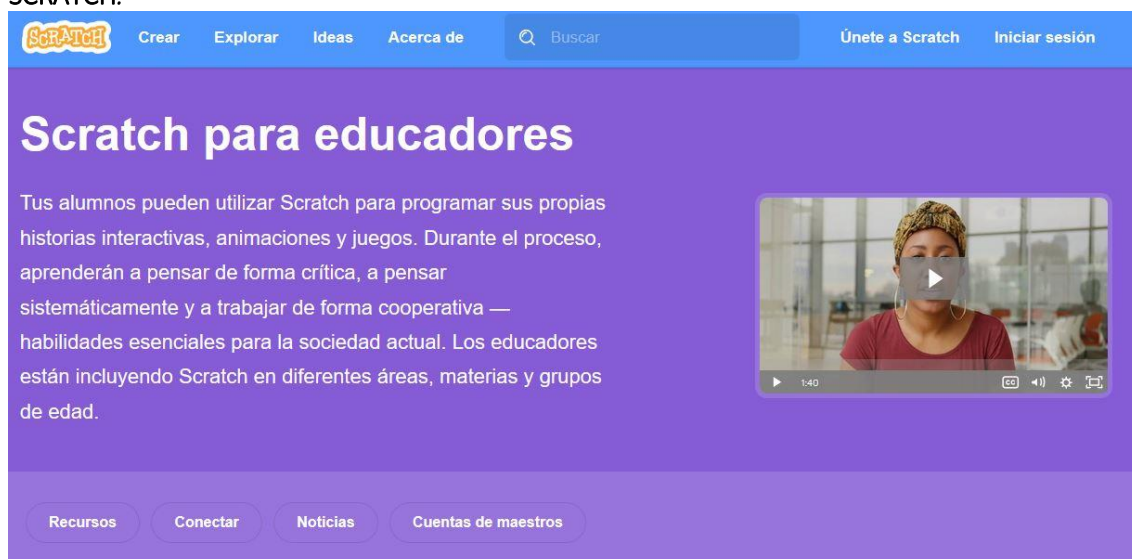 SCRATCH.
SCRATCH Crear Explorar Ideas Acerca de Buscar Únete a Scratch Iniciar sesión
Scratch para educadores
Tus alumnos pueden utilizar Scratch para programar sus propias
historias interactivas, animaciones y juegos. Durante el proceso,
aprenderán a pensar de forma crítica, a pensar
sistemáticamente y a trabajar de forma cooperativa —
habilidades esenciales para la sociedad actual. Los educadores
están incluyendo Scratch en diferentes áreas, materias y grupos
de edad.
1:40 CC
Recursos Conectar Noticias Cuentas de maestros